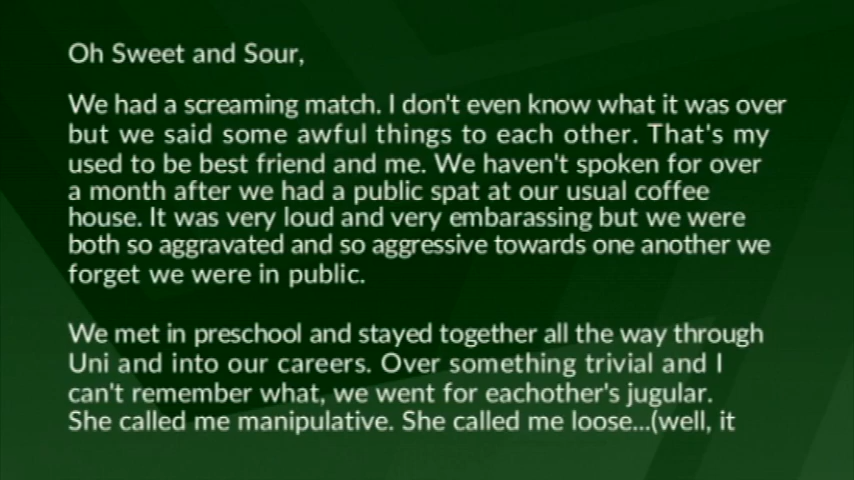 Oh Sweet and Sour,
We had a screaming match. I don't even know what it was over
but we said some awful things to each other. That's my
used to be best friend and me. We haven't spoken for over
a month after we had a public spat at our usual coffee
house. It was very loud and very embarassing but we were
both so aggravated and so aggressive towards one another we
forget we were in public.
We met in preschool and stayed together all the way through
Uni and into our careers. Over something trivial and I
can't remember what, we went for eachother's jugular.
She called me manipulative. She called me loose...(well, it